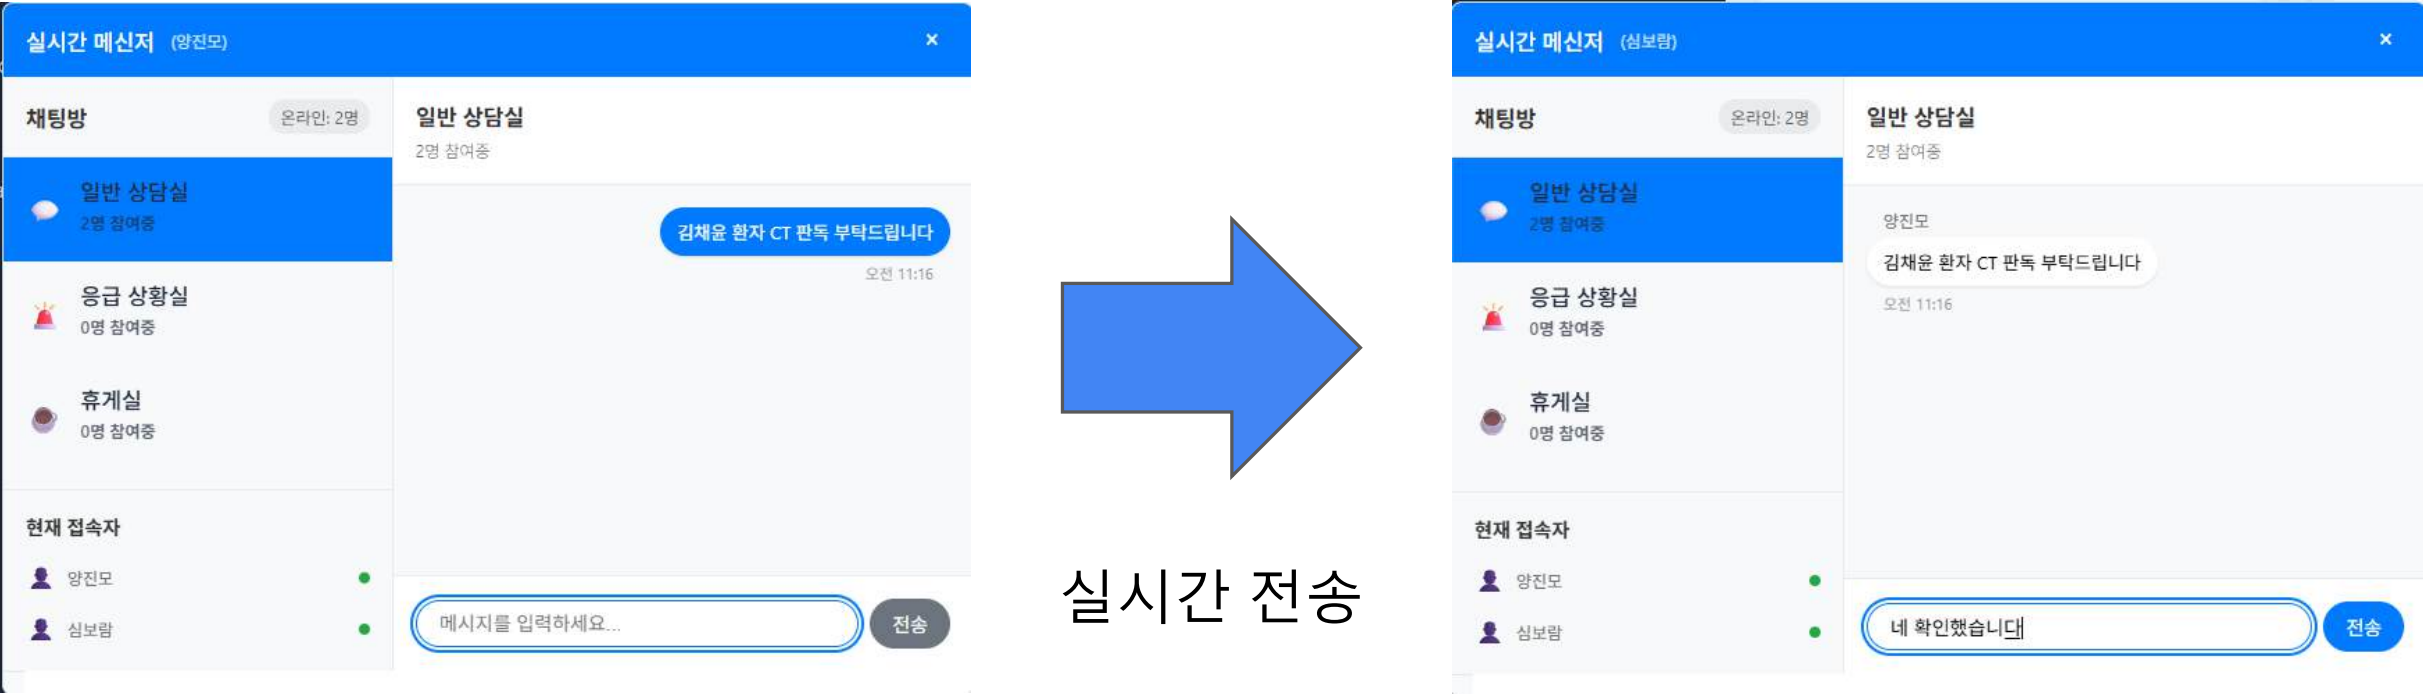 실시간 메신저 (양진모) ×
채팅방 온라인: 2명
일반 상담실
2명 참여중
응급 상황실
0명 참여중
휴게실
0명 참여중
현재 접속자
양진모
심보람
일반 상담실
2명 참여중
김채윤 환자 CT 판독 부탁드립니다
오전 11:16
메시지를 입력하세요...
전송
실시간 전송
실시간 메신저 (심보람) ×
채팅방 온라인: 2명
일반 상담실
2명 참여중
응급 상황실
0명 참여중
휴게실
0명 참여중
현재 접속자
양진모
심보람
일반 상담실
2명 참여중
양진모
김채윤 환자 CT 판독 부탁드립니다
오전 11:16
네 확인했습니다
전송